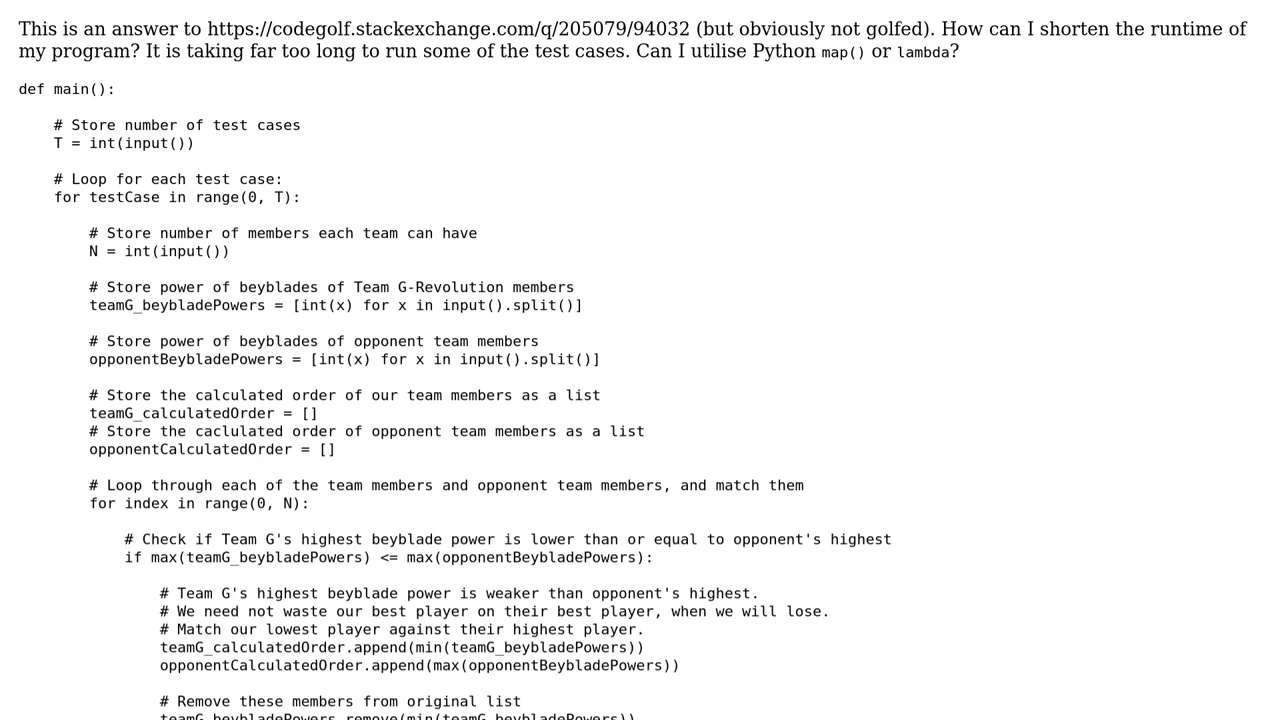 This is an answer to https://codegolf.stackexchange.com/q/205079/94032 (but obviously not golfed). How can I shorten the runtime of
my program? It is taking far too long to run some of the test cases. Can I utilise Python map() or lambda?
def main():
    # Store number of test cases
    T = int(input())
    # Loop for each test case:
    for testCase in range(0, T):
        # Store number of members each team can have
        N = int(input())
        # Store power of beyblades of Team G-Revolution members
        teamG_beybladePowers = [int(x) for x in input().split()]
        # Store power of beyblades of opponent team members
        opponentBeybladePowers = [int(x) for x in input().split()]
        # Store the calculated order of our team members as a list
        teamG_calculatedOrder = []
        # Store the caclulated order of opponent team members as a list
        opponentCalculatedOrder = []
        # Loop through each of the team members and opponent team members, and match them
        for index in range(0, N):
            # Check if Team G's highest beyblade power is lower than or equal to opponent's highest
            if max(teamG_beybladePowers) <= max(opponentBeybladePowers):
                # Team G's highest beyblade power is weaker than opponent's highest.
                # We need not waste our best player on their best player, when we will lose.
                # Match our lowest player against their highest player.
                teamG_calculatedOrder.append(min(teamG_beybladePowers))
                opponentCalculatedOrder.append(max(opponentBeybladePowers))
                # Remove these members from original list
                teamG_beybladePowers.remove(min(teamG_beybladePowers))